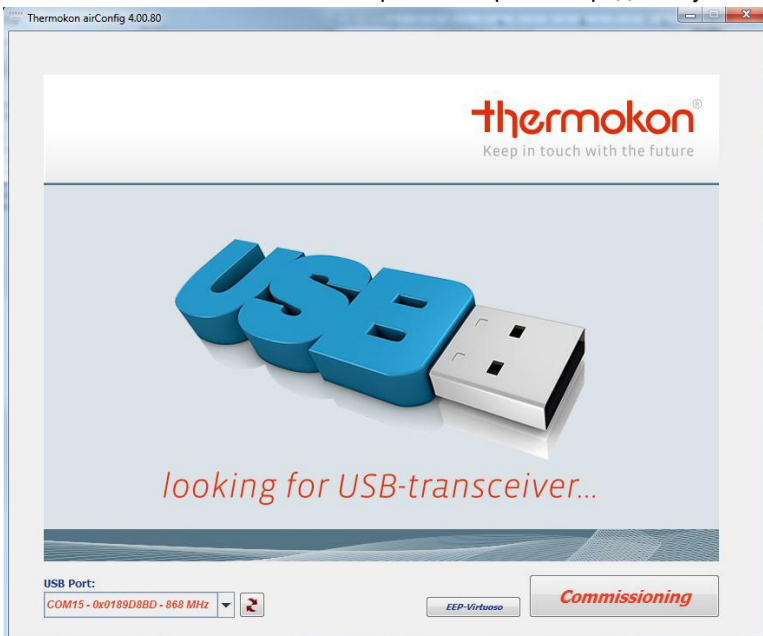 Thermokon airConfig 4.00.80
thermokon®
Keep in touch with the future
USB
looking for USB-transceiver...
USB Port:
COM15 - 0x0189D8BD - 868 MHz
EEP-Virtuoso
Commissioning